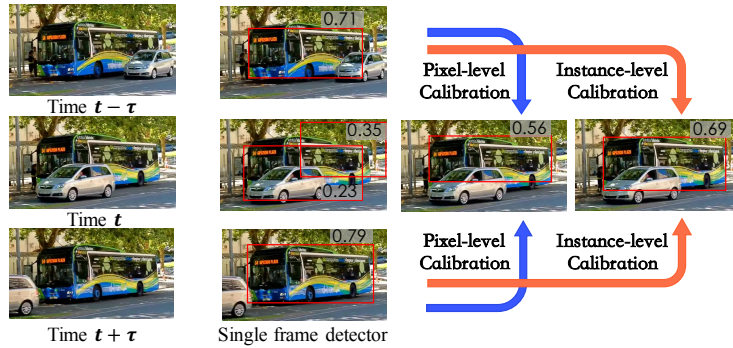 0.71
Pixel-level
Calibration
Instance-level
Calibration
Time t − τ
0.35
0.23
0.56
0.69
Time t
0.79
Pixel-level
Calibration
Instance-level
Calibration
Time t + τ
Single frame detector